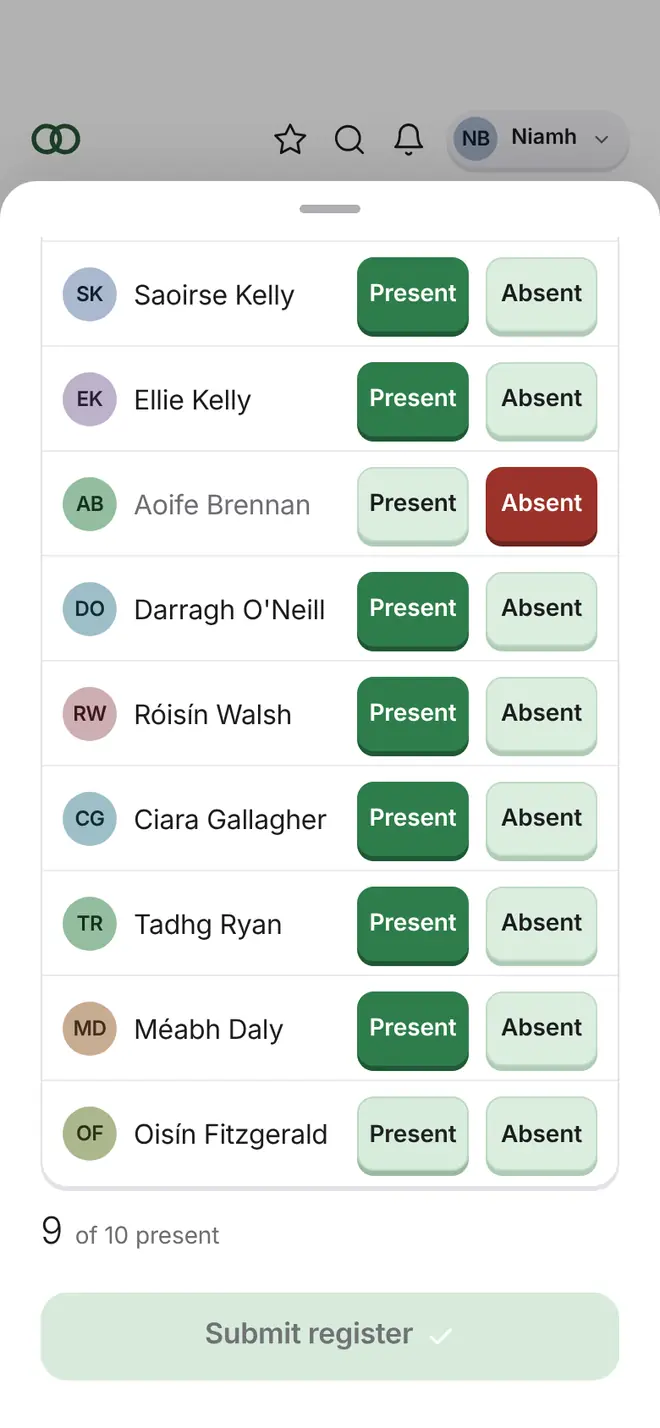 NB Niamh
SK Saoirse Kelly Present Absent
EK Ellie Kelly Present Absent
AB Aoife Brennan Present Absent
DO Darragh O'Neill Present Absent
RW Róisín Walsh Present Absent
CG Ciara Gallagher Present Absent
TR Tadhg Ryan Present Absent
MD Méabh Daly Present Absent
OF Oisín Fitzgerald Present Absent
9 of 10 present
Submit register